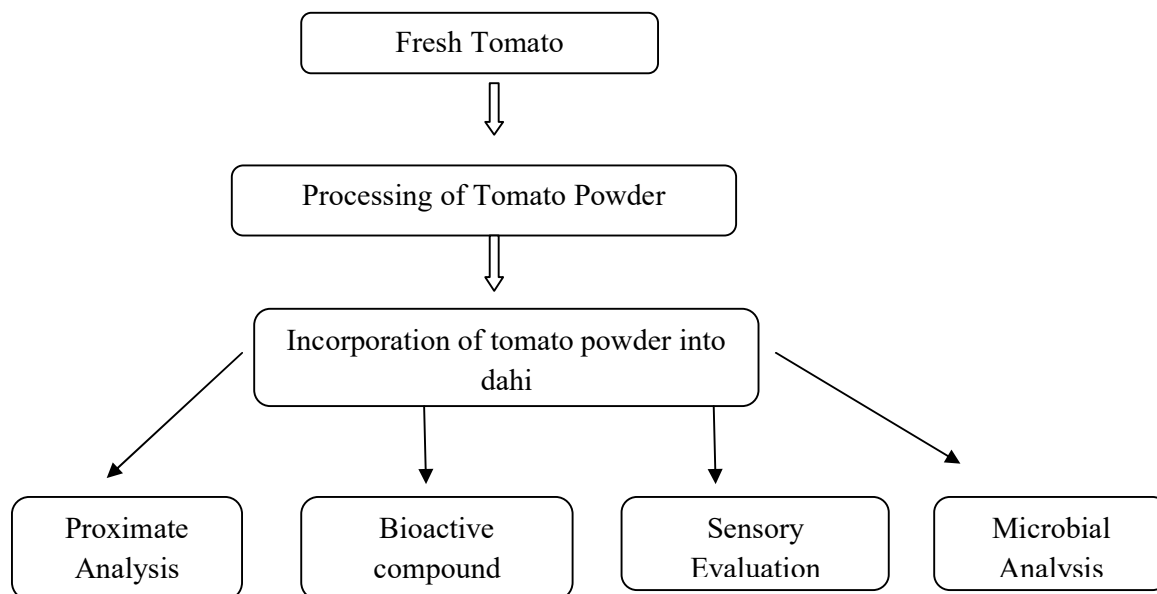 Fresh Tomato
Processing of Tomato Powder
Incorporation of tomato powder into
dahi
Proximate
Analysis
Bioactive
compound
Sensory
Evaluation
Microbial
Analysis